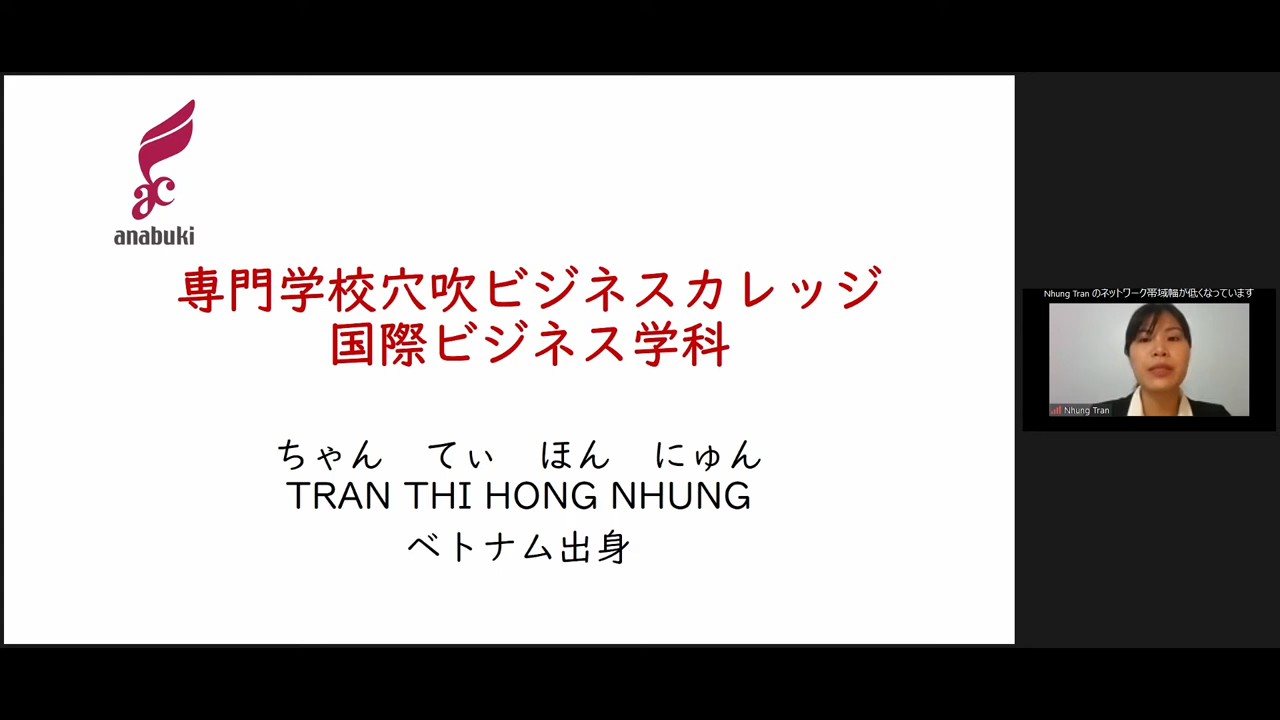 anabuki
専門学校穴吹ビジネスカレッジ
国際ビジネス学科
ちゃん　てぃ　ほん　にゅん
TRAN THI HONG NHUNG
ベトナム出身
Nhung Tran のネットワーク帯域幅が低くなっています
Nhung Tran